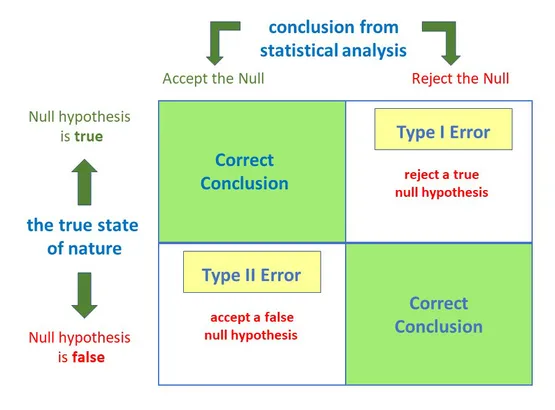 conclusion from
statistical analysis
Accept the Null
Reject the Null
Null hypothesis
is true
Correct
Conclusion
Type I Error
reject a true
null hypothesis
the true state
of nature
Type II Error
accept a false
null hypothesis
Correct
Conclusion
Null hypothesis
is false